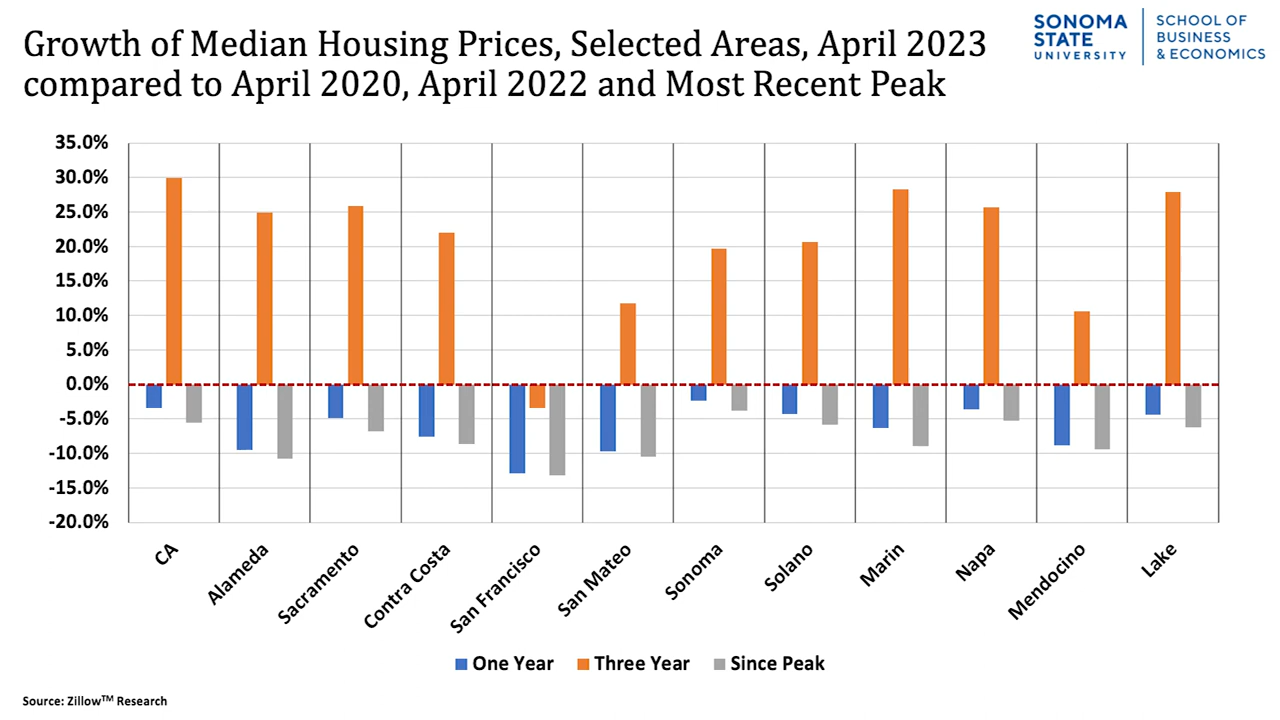 Growth of Median Housing Prices, Selected Areas, April 2023
compared to April 2020, April 2022 and Most Recent Peak
SONOMA
STATE
UNIVERSITY
SCHOOL OF
BUSINESS
& ECONOMICS
35.0%
30.0%
25.0%
20.0%
15.0%
10.0%
5.0%
0.0%
-5.0%
-10.0%
-15.0%
-20.0%
CA
Alameda
Sacramento
Contra Costa
San Francisco
San Mateo
Sonoma
Solano
Marin
Napa
Mendocino
Lake
One Year Three Year Since Peak
Source: Zillow™ Research